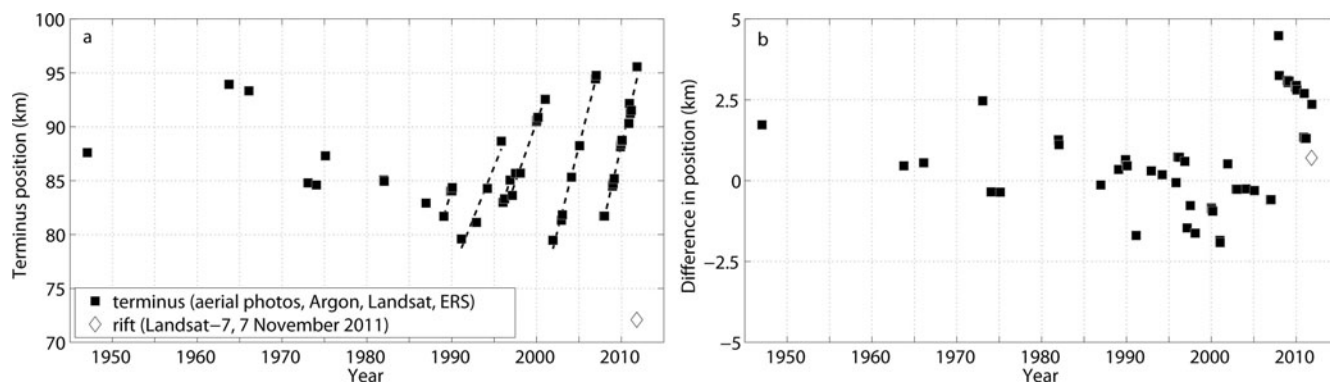 a
Terminus position (km)
100
95
90
85
80
75
70
1950 1960 1970 1980 1990 2000 2010
Year
terminus (aerial photos, Argon, Landsat, ERS)
rift (Landsat−7, 7 November 2011)
b
Difference in position (km)
5
2.5
0
−2.5
−5
1950 1960 1970 1980 1990 2000 2010
Year